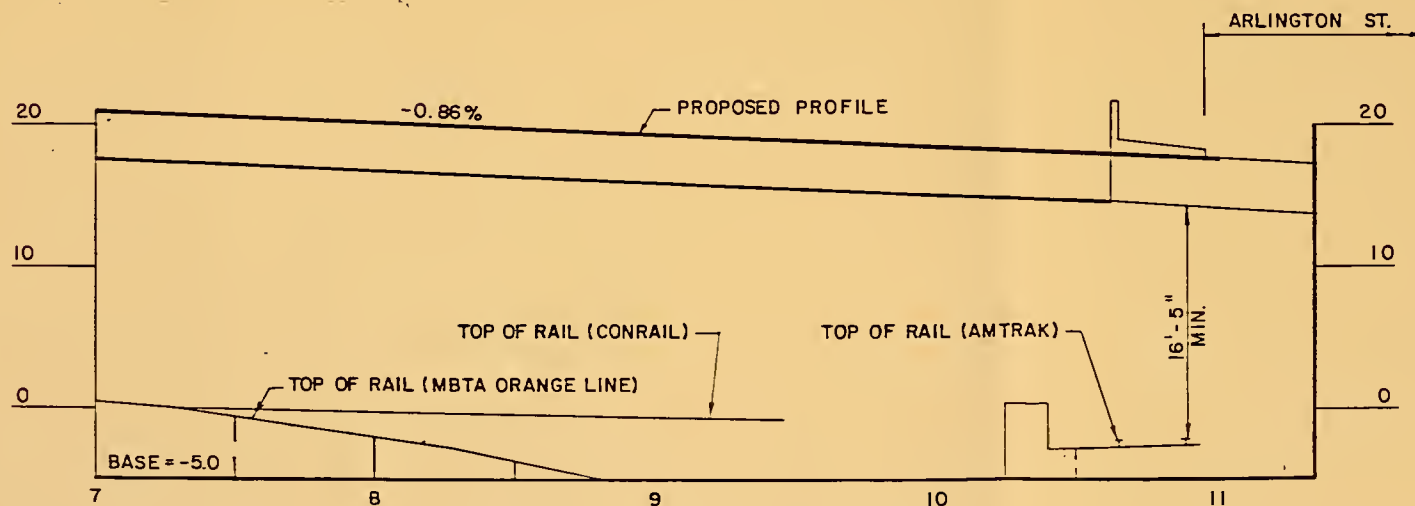 ARLINGTON ST.
20
-0.86%
PROPOSED PROFILE
20
10
10
TOP OF RAIL (CONRAIL)
TOP OF RAIL (AMTRAK)
16'-5"
MIN.
TOP OF RAIL (MBTA ORANGE LINE)
0
0
BASE = -5.0
7
8
9
10
11